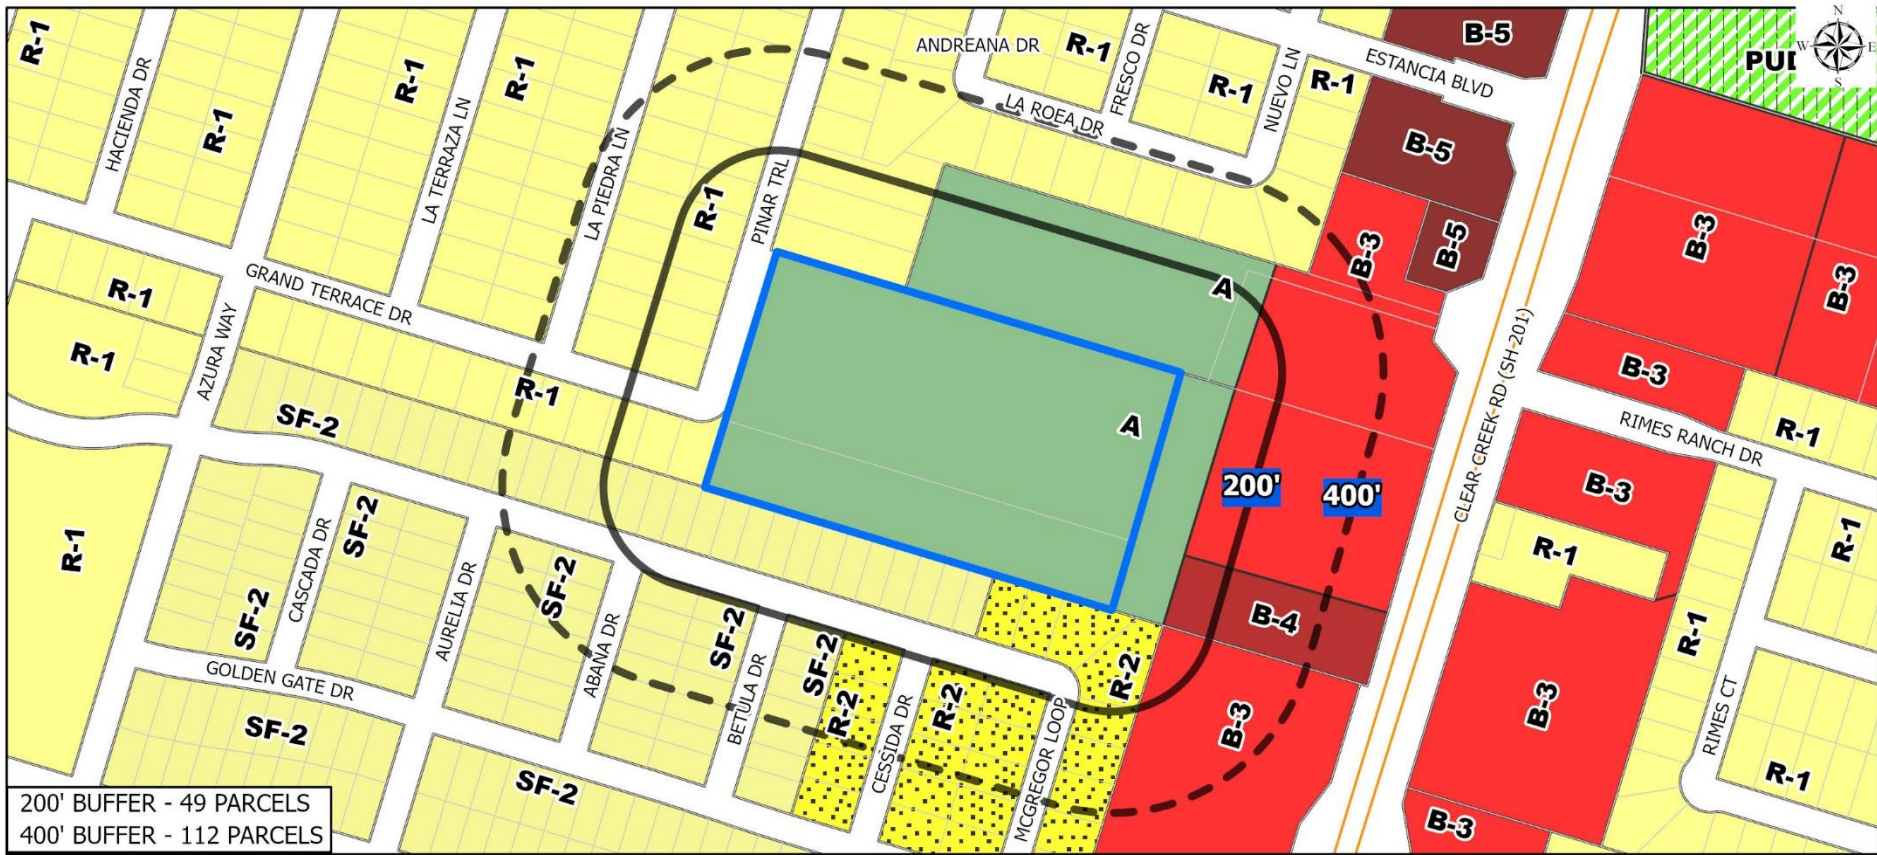 R-1
HACIENDA DR
R-1
R-1
LA TERRAZA LN
R-1
LA PIEDRA LN
R-1
PINAR TRL
ANDREANA DR
R-1
FRESCO DR
LA ROEA DR
R-1
NUEVO LN
R-1
ESTANCIA BLVD
B-5
B-5
B-5
B-3
PUD
N
W
E
S
B-3
B-3
R-1
GRAND TERRACE DR
R-1
AZURA WAY
R-1
SF-2
A
A
200'
400'
CLEAR CREEK RD (SH-201)
B-3
RIMES RANCH DR
R-1
B-3
R-1
R-1
R-1
R-1
CASCADA DR
SF-2
SF-2
AURELIA DR
SF-2
ABANA DR
SF-2
BETULA DR
SF-2
R-2
CESSIDA DR
R-2
MCGREGOR LOOP
R-2
B-4
B-3
B-3
RIMES CT
R-1
B-3
GOLDEN GATE DR
SF-2
SF-2
200' BUFFER - 49 PARCELS
400' BUFFER - 112 PARCELS